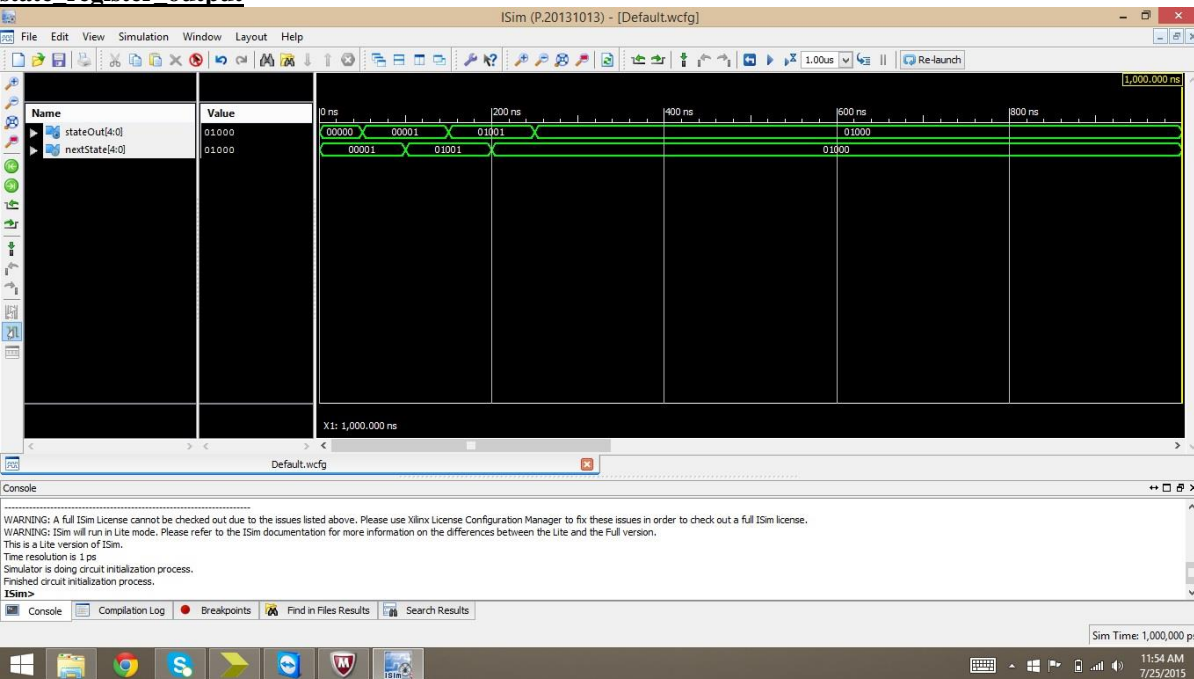 state_register_output
ISim (P.20131013) - [Default.wcfg]
File Edit View Simulation Window Layout Help
1.00us Re-launch
1,000.000 ns
Name Value 0 ns 200 ns 400 ns 600 ns 800 ns
stateOut[4:0] 01000 00000 00001 01001 01000
nextState[4:0] 01000 00001 01001 01000
X1: 1,000.000 ns
Default.wcfg
Console
WARNING: A full ISim License cannot be checked out due to the issues listed above. Please use Xilinx License Configuration Manager to fix these issues in order to check out a full ISim license.
WARNING: ISim will run in Lite mode. Please refer to the ISim documentation for more information on the differences between the Lite and the Full version.
This is a Lite version of ISim.
Time resolution is 1 ps
Simulator is doing circuit initialization process.
Finished circuit initialization process.
ISim>
Console Compilation Log Breakpoints Find in Files Results Search Results
Sim Time: 1,000,000 ps
11:54 AM
7/25/2015